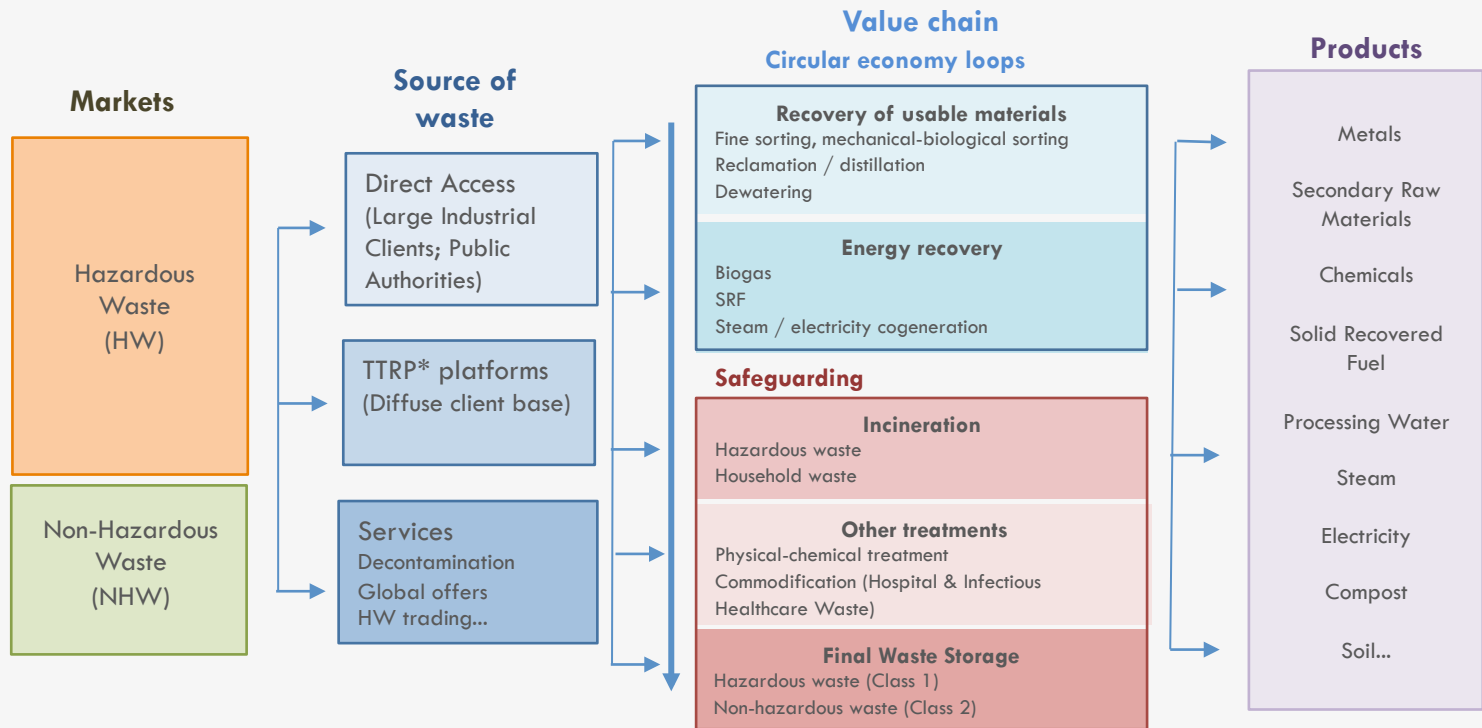 Markets
Hazardous
Waste
(HW)
Non-Hazardous
Waste
(NHW)
Source of
waste
Direct Access
(Large Industrial
Clients; Public
Authorities)
TTRP* platforms
(Diffuse client base)
Services
Decontamination
Global offers
HW trading...
Value chain
Circular economy loops
Recovery of usable materials
Fine sorting, mechanical-biological sorting
Reclamation / distillation
Dewatering
Energy recovery
Biogas
SRF
Steam / electricity cogeneration
Safeguarding
Incineration
Hazardous waste
Household waste
Other treatments
Physical-chemical treatment
Commodification (Hospital & Infectious
Healthcare Waste)
Final Waste Storage
Hazardous waste (Class 1)
Non-hazardous waste (Class 2)
Products
Metals
Secondary Raw
Materials
Chemicals
Solid Recovered
Fuel
Processing Water
Steam
Electricity
Compost
Soil...